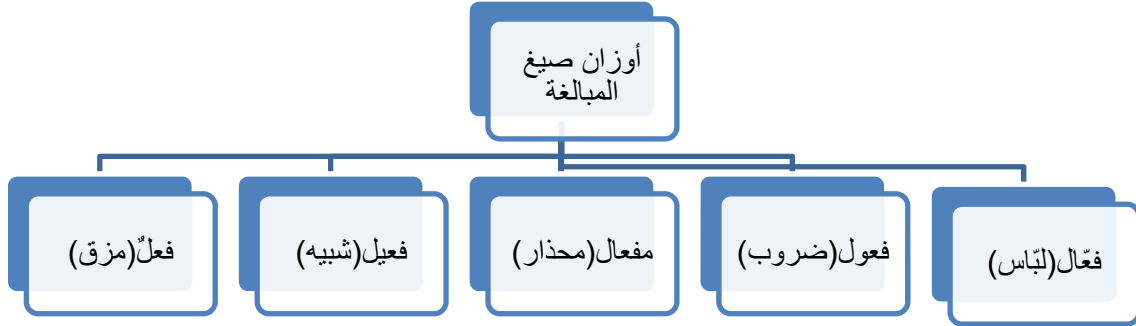 أوزان صيغ
المبالغة
فعّال(لبّاس)
فعول(ضروب)
مفعال(محذار)
فعيل(شبيه)
فعلٌ(مزق)